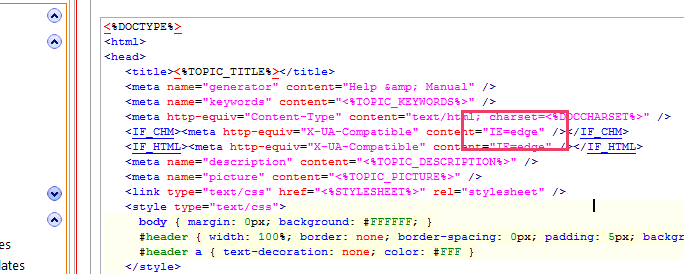 <%DOCTYPE%>
<html>
<head>
<title><%TOPIC_TITLE%></title>
<meta name="generator" content="Help &amp; Manual" />
<meta name="keywords" content="<%TOPIC_KEYWORDS%>" />
<meta http-equiv="Content-Type" content="text/html; charset=<%DOCCHARSET%>" />
<IF_CHM><meta http-equiv="X-UA-Compatible" content="IE=edge" /></IF_CHM>
<IF_HTML><meta http-equiv="X-UA-Compatible" content="IE=edge" /></IF_HTML>
<meta name="description" content="<%TOPIC_DESCRIPTION%>" />
<meta name="picture" content="<%TOPIC_PICTURE%>" />
<link type="text/css" href="<%STYLESHEET%>" rel="stylesheet" />
<style type="text/css">
body { margin: 0px; background: #FFFFFF; }
es #header { width: 100%; border: none; border-spacing: 0px; padding: 5px; backg
lates #header a { text-decoration: none; color: #FFF }
</style>